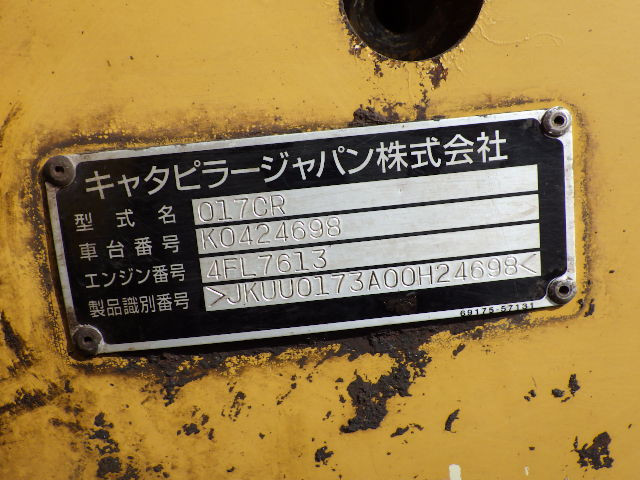 キャタピラージャパン株式会社
型式名 017CR
車台番号 K0424698
エンジン番号 4FL7613
製品識別番号 >JKUU0173A00H24698<
69175-57131